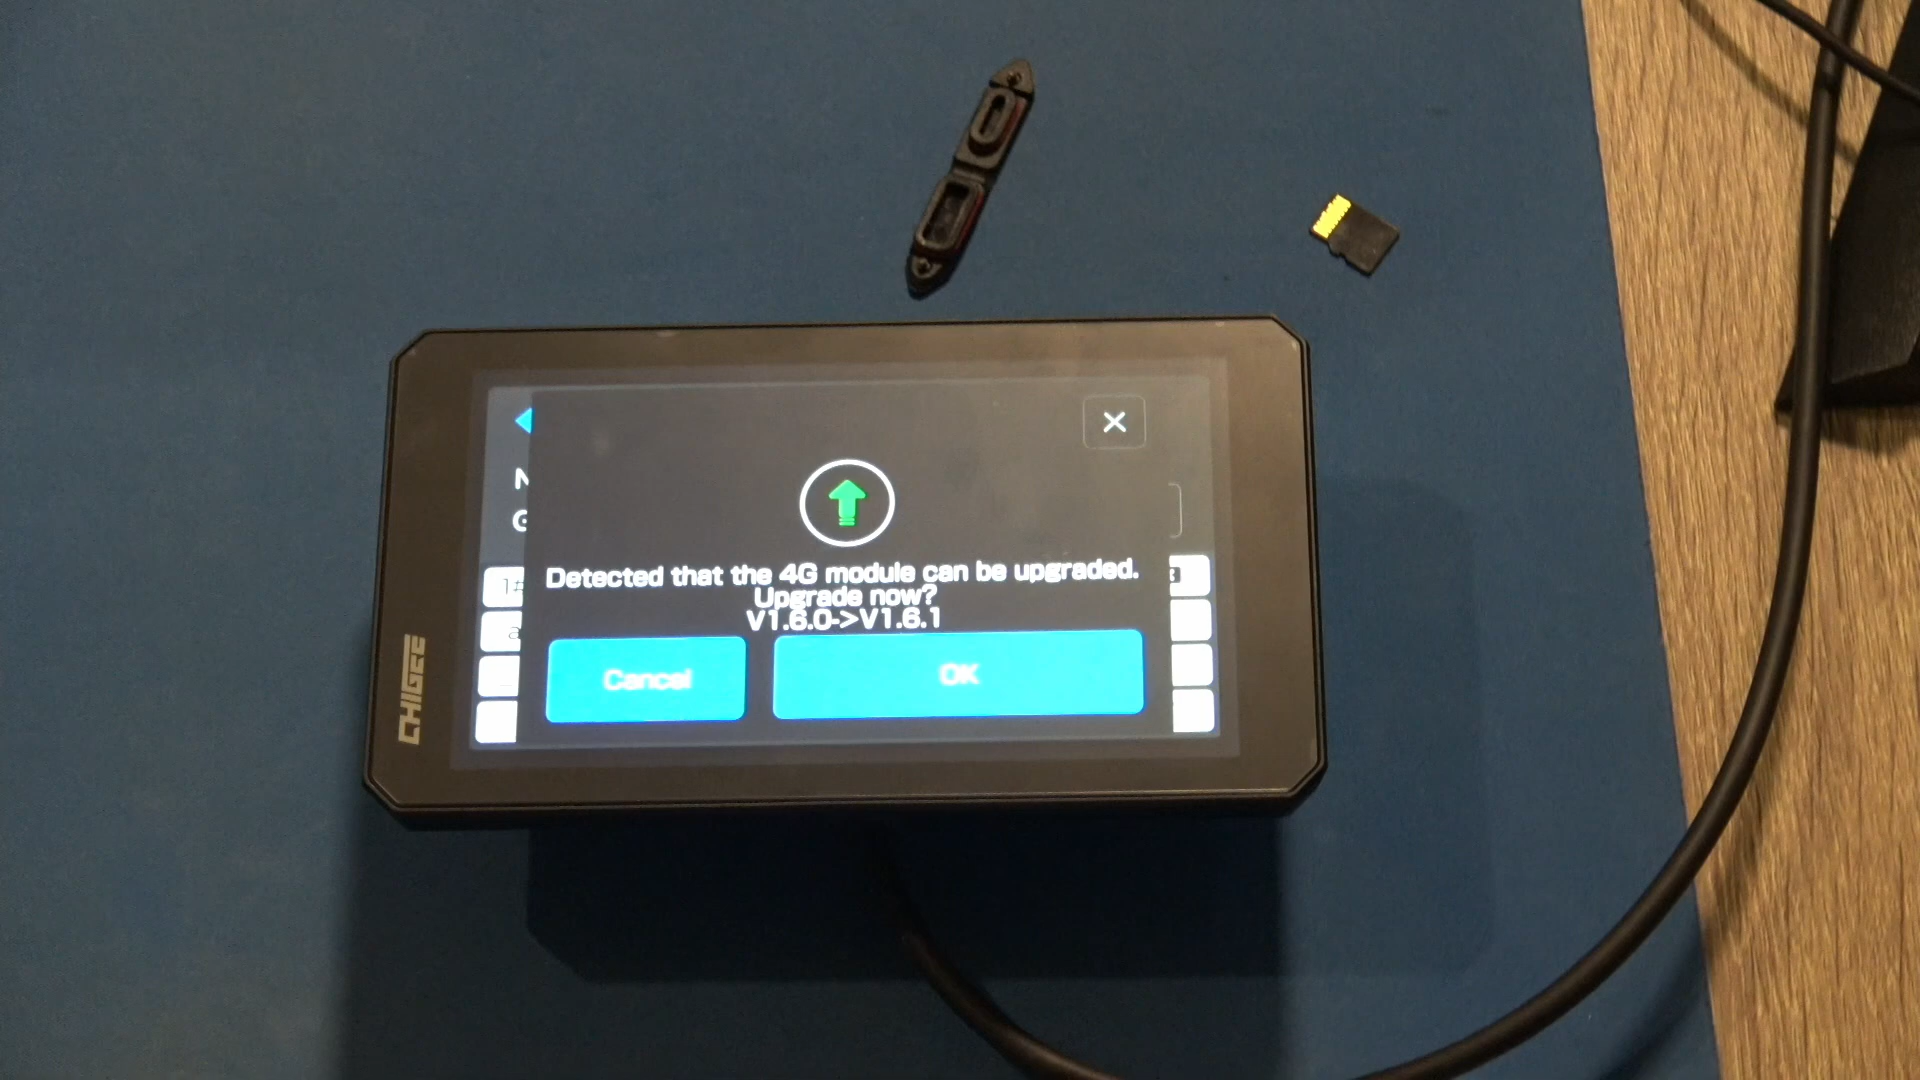 N
G
Detected that the 4G module can be upgraded.
Upgrade now?
V1.6.0->V1.6.1
Cancel
OK
CHIGEE